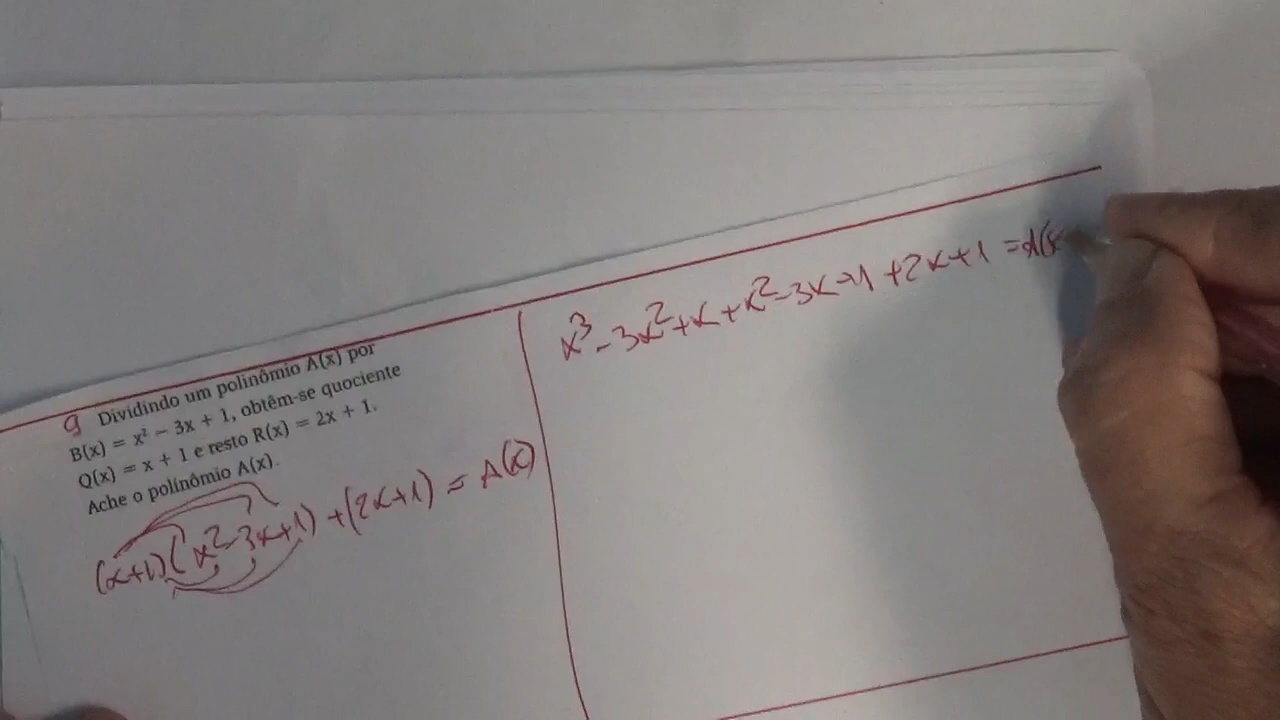 9 Dividindo um polinômio A(x) por
B(x) = x² − 3x + 1, obtêm-se quociente
Q(x) = x + 1 e resto R(x) = 2x + 1.
Ache o polinômio A(x).
(x+1)(x²-3x+1)+(2x+1) = A(x)
x³-3x²+x+x²-3x+1+2x+1 =A(x